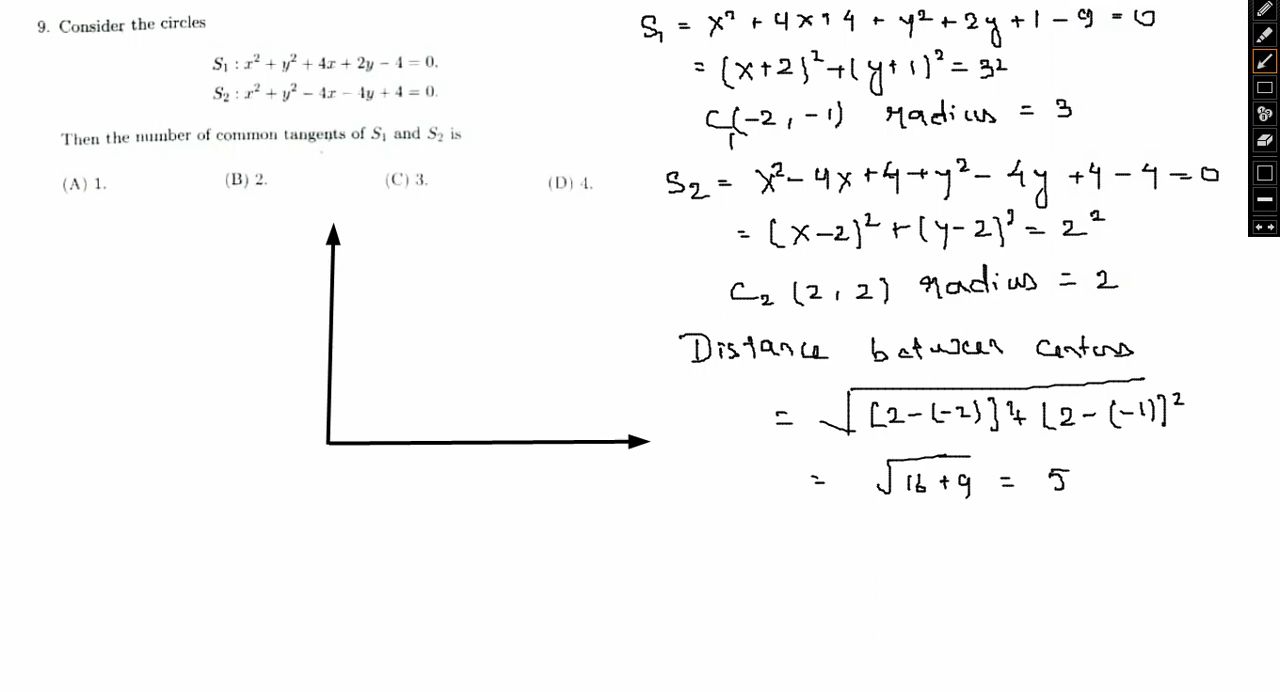 9. Consider the circles
S₁ : x² + y² + 4x + 2y − 4 = 0.
S₂ : x² + y² − 4x − 4y + 4 = 0.
Then the number of common tangents of S₁ and S₂ is
(A) 1. (B) 2. (C) 3. (D) 4.
S₁ = x² + 4x + 4 + y² + 2y + 1 − 9 = 0
= (x+2)² + (y+1)² = 3²
C₁(−2, −1) radius = 3
S₂ = x² − 4x + 4 + y² − 4y + 4 − 4 = 0
= (x−2)² + (y−2)² = 2²
C₂ (2, 2) radius = 2
Distance between centers
= √[2−(−2)]² + [2−(−1)]²
= √16+9 = 5